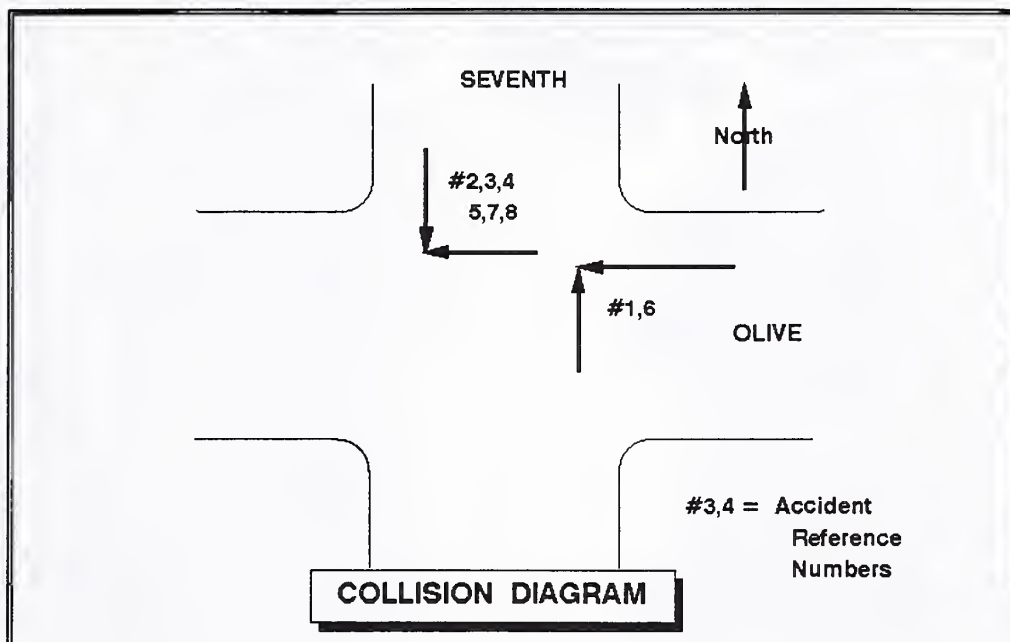 SEVENTH
North
#2,3,4
5,7,8
#1,6
OLIVE
#3,4 = Accident
Reference
Numbers
COLLISION DIAGRAM